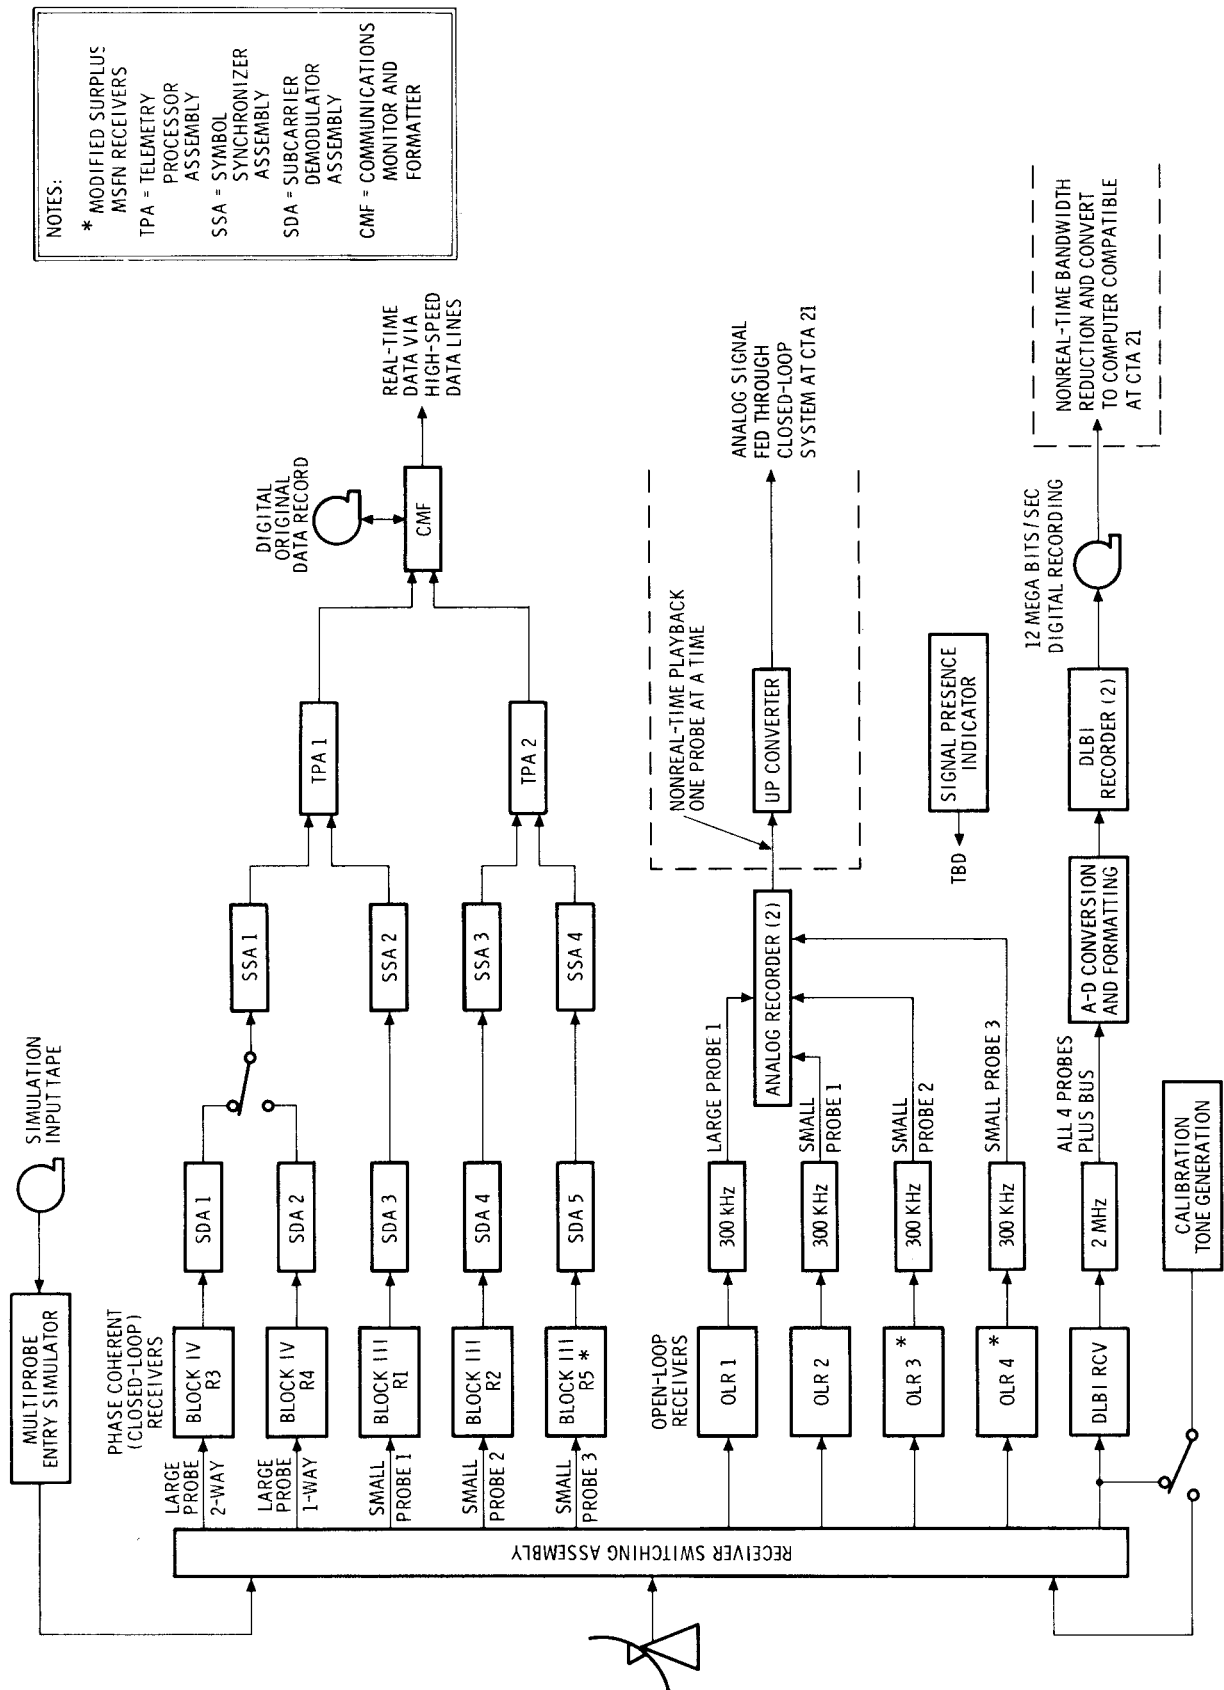 NOTES:
* MODIFIED SURPLUS
MSFN RECEIVERS
TPA = TELEMETRY
PROCESSOR
ASSEMBLY
SSA = SYMBOL
SYNCHRONIZER
ASSEMBLY
SDA = SUBCARRIER
DEMODULATOR
ASSEMBLY
CMF = COMMUNICATIONS
MONITOR AND
FORMATTER
SIMULATION
INPUT TAPE
MULTIPROBE
ENTRY SIMULATOR
PHASE COHERENT
(CLOSED-LOOP)
RECEIVERS
LARGE
PROBE
2-WAY
BLOCK IV
R3
SDA 1
SSA 1
LARGE
PROBE
1-WAY
BLOCK IV
R4
SDA 2
SMALL
PROBE 1
BLOCK III
R1
SDA 3
SSA 2
SMALL
PROBE 2
BLOCK III
R2
SDA 4
SSA 3
SMALL
PROBE 3
BLOCK III
R5 *
SDA 5
SSA 4
TPA 1
TPA 2
DIGITAL
ORIGINAL
DATA RECORD
CMF
REAL-TIME
DATA VIA
HIGH-SPEED
DATA LINES
RECEIVER SWITCHING ASSEMBLY
OPEN-LOOP
RECEIVERS
OLR 1
300 KHz
LARGE PROBE 1
OLR 2
300 KHz
SMALL
PROBE 1
OLR 3 *
300 KHz
SMALL
PROBE 2
OLR 4 *
300 KHz
SMALL PROBE 3
ANALOG RECORDER (2)
NONREAL-TIME PLAYBACK
ONE PROBE AT A TIME
UP CONVERTER
ANALOG SIGNAL
FED THROUGH
CLOSED-LOOP
SYSTEM AT CTA 21
TBD
SIGNAL PRESENCE
INDICATOR
DLBI RCV
2 MHz
ALL 4 PROBES
PLUS BUS
A-D CONVERSION
AND FORMATTING
DLBI
RECORDER (2)
12 MEGA BITS/SEC
DIGITAL RECORDING
NONREAL-TIME BANDWIDTH
REDUCTION AND CONVERT
TO COMPUTER COMPATIBLE
AT CTA 21
CALIBRATION
TONE GENERATION